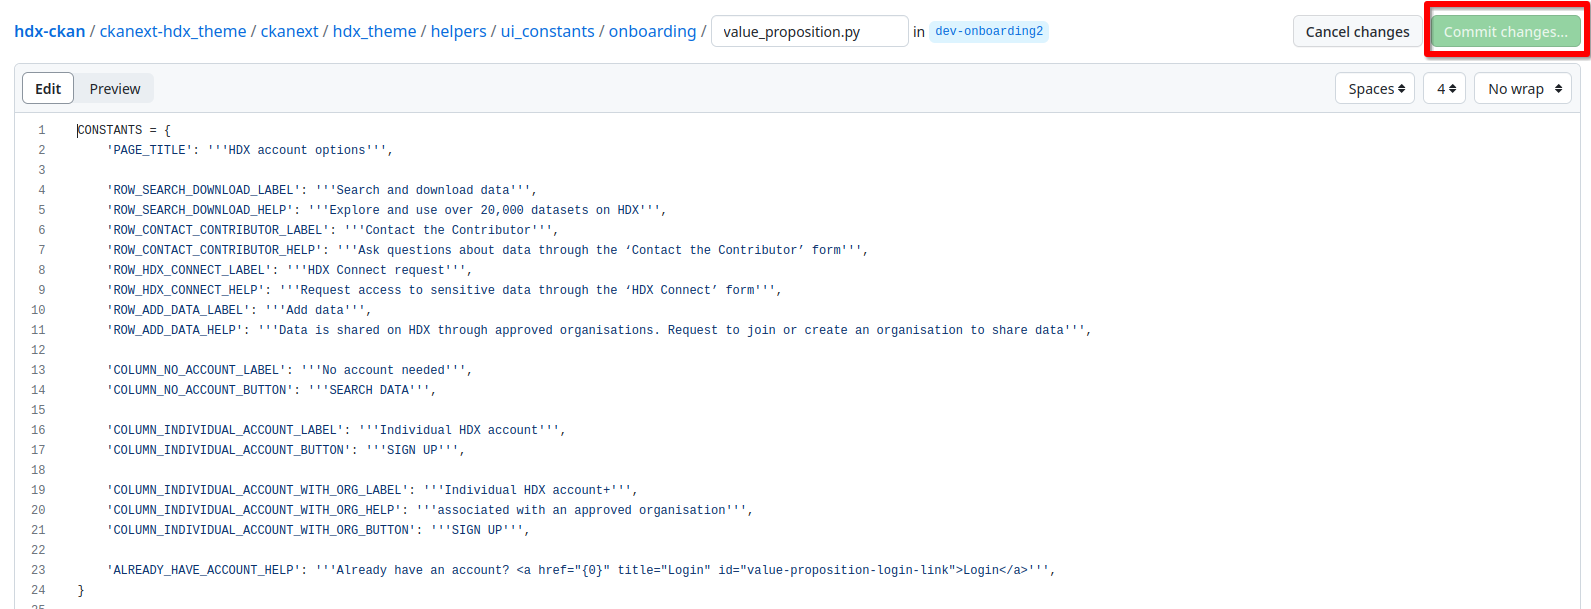 hdx-ckan / ckanext-hdx_theme / ckanext / hdx_theme / helpers / ui_constants / onboarding / value_proposition.py in dev-onboarding2 Cancel changes Commit changes...
Edit Preview Spaces 4 No wrap
1 CONSTANTS = {
2 'PAGE_TITLE': '''HDX account options''',
3
4 'ROW_SEARCH_DOWNLOAD_LABEL': '''Search and download data''',
5 'ROW_SEARCH_DOWNLOAD_HELP': '''Explore and use over 20,000 datasets on HDX''',
6 'ROW_CONTACT_CONTRIBUTOR_LABEL': '''Contact the Contributor''',
7 'ROW_CONTACT_CONTRIBUTOR_HELP': '''Ask questions about data through the ‘Contact the Contributor’ form''',
8 'ROW_HDX_CONNECT_LABEL': '''HDX Connect request''',
9 'ROW_HDX_CONNECT_HELP': '''Request access to sensitive data through the ‘HDX Connect’ form''',
10 'ROW_ADD_DATA_LABEL': '''Add data''',
11 'ROW_ADD_DATA_HELP': '''Data is shared on HDX through approved organisations. Request to join or create an organisation to share data''',
12
13 'COLUMN_NO_ACCOUNT_LABEL': '''No account needed''',
14 'COLUMN_NO_ACCOUNT_BUTTON': '''SEARCH DATA''',
15
16 'COLUMN_INDIVIDUAL_ACCOUNT_LABEL': '''Individual HDX account''',
17 'COLUMN_INDIVIDUAL_ACCOUNT_BUTTON': '''SIGN UP''',
18
19 'COLUMN_INDIVIDUAL_ACCOUNT_WITH_ORG_LABEL': '''Individual HDX account+''',
20 'COLUMN_INDIVIDUAL_ACCOUNT_WITH_ORG_HELP': '''associated with an approved organisation''',
21 'COLUMN_INDIVIDUAL_ACCOUNT_WITH_ORG_BUTTON': '''SIGN UP''',
22
23 'ALREADY_HAVE_ACCOUNT_HELP': '''Already have an account? <a href="{0}" title="Login" id="value-proposition-login-link">Login</a>''',
24 }
25